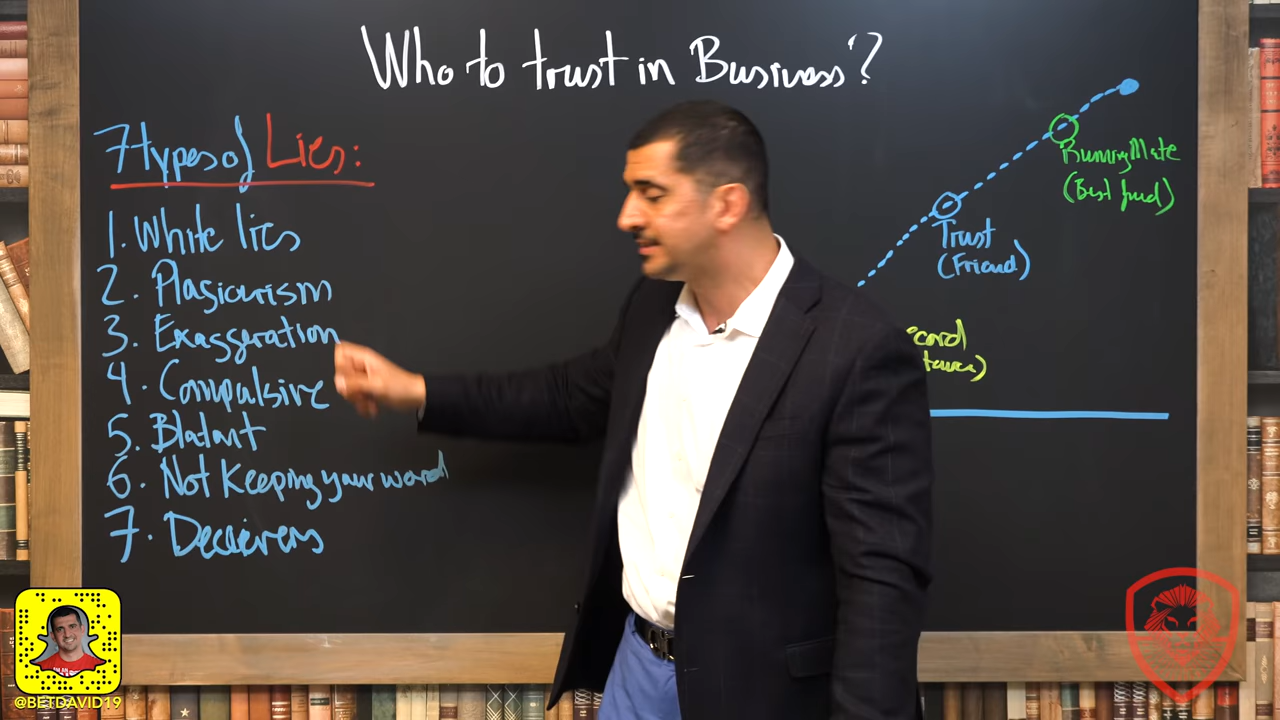 Who to trust in Business?
7 types of Lies:
1. White lies
2. Plagiarism
3. Exaggeration
4. Compulsive
5. Blatant
6. Not Keeping your word
7. Deceivers
Running Mate
(Best friend)
Trust
(Friend)
@BETDAVID19